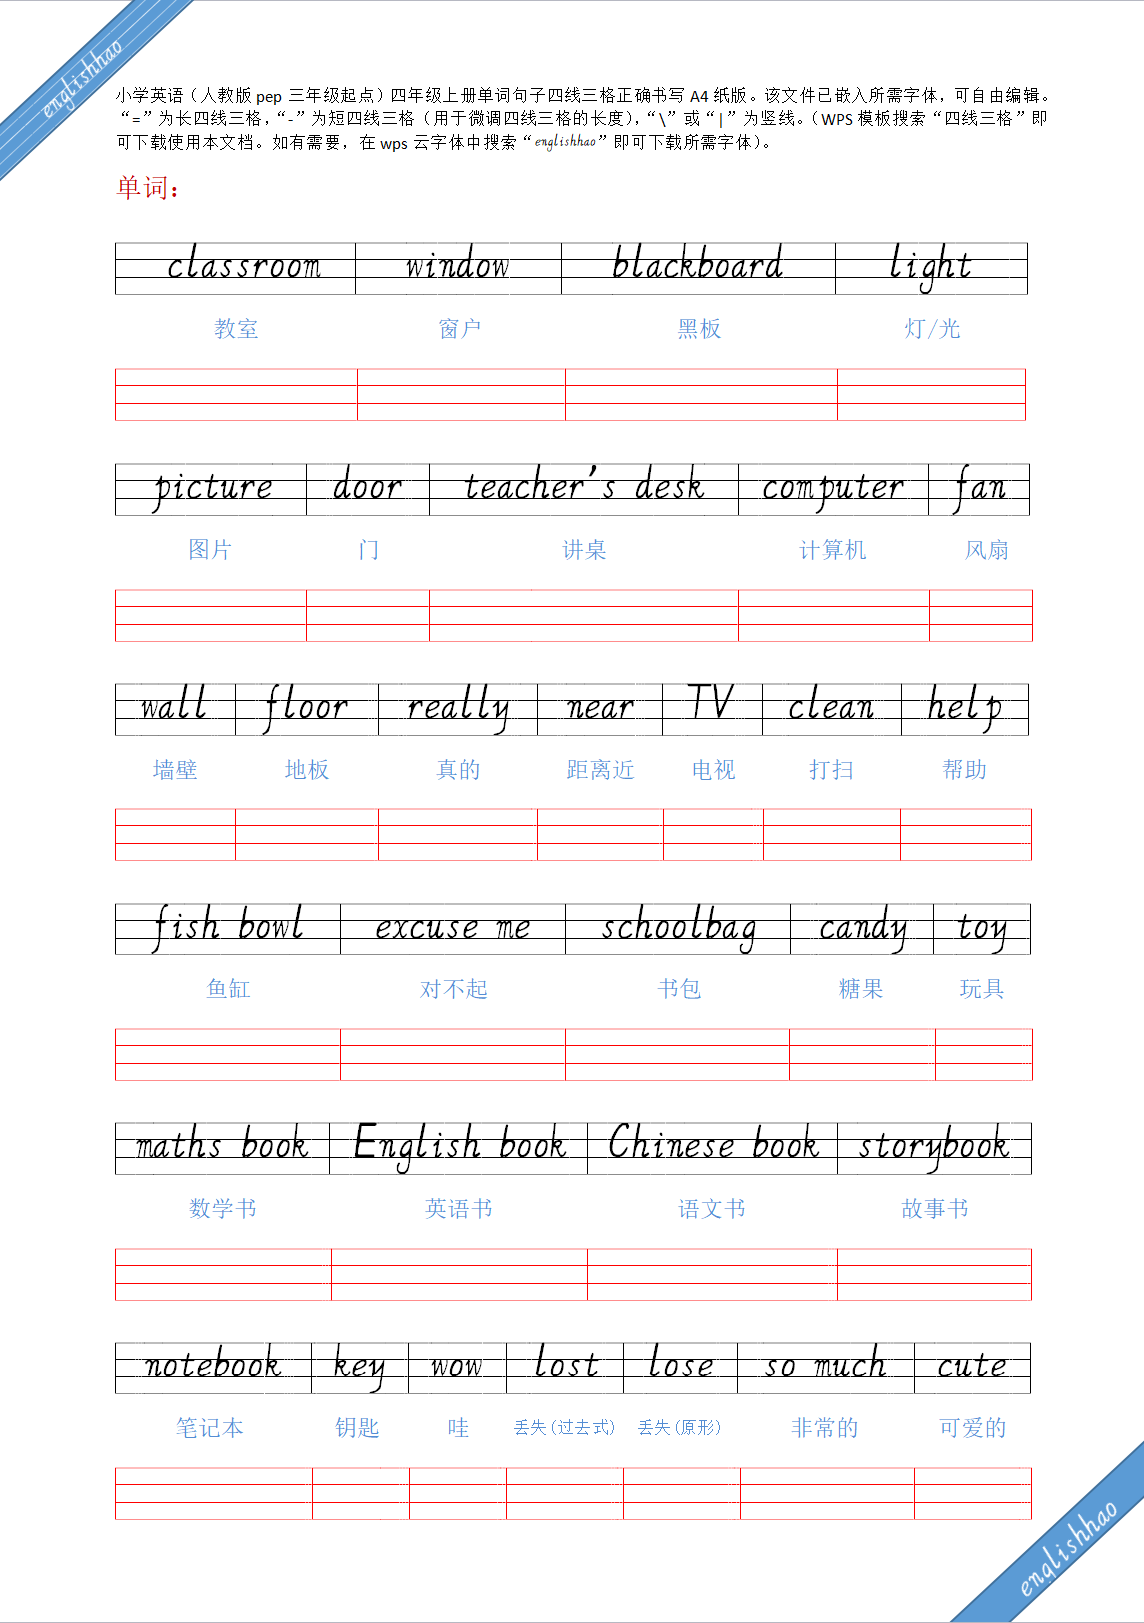 englishhao
小学英语（人教版 pep 三年级起点）四年级上册单词句子四线三格正确书写 A4 纸版。该文件已嵌入所需字体，可自由编辑。
“=”为长四线三格，“-”为短四线三格（用于微调四线三格的长度），“\”或“|”为竖线。（WPS 模板搜索“四线三格”即
可下载使用本文档。如有需要，在 wps 云字体中搜索“englishhao”即可下载所需字体）。
单词：
classroom window blackboard light
教室 窗户 黑板 灯/光
picture door teacher's desk computer fan
图片 门 讲桌 计算机 风扇
wall floor really near TV clean help
墙壁 地板 真的 距离近 电视 打扫 帮助
fish bowl excuse me schoolbag candy toy
鱼缸 对不起 书包 糖果 玩具
maths book English book Chinese book storybook
数学书 英语书 语文书 故事书
notebook key wow lost lose so much cute
笔记本 钥匙 哇 丢失(过去式) 丢失(原形) 非常的 可爱的
englishhao